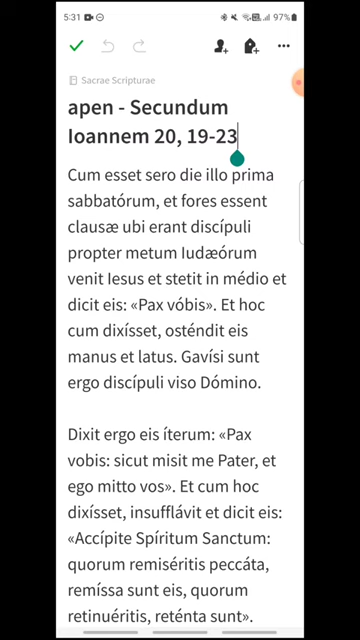 5:31
97%
Sacrae Scripturae
apen - Secundum
Ioannem 20, 19-23
Cum esset sero die illo prima
sabbatórum, et fores essent
clausæ ubi erant discípuli
propter metum Iudæórum
venit Iesus et stetit in médio et
dicit eis: «Pax vóbis». Et hoc
cum dixísset, osténdit eis
manus et latus. Gavísi sunt
ergo discípuli viso Dómino.
Dixit ergo eis íterum: «Pax
vobis: sicut misit me Pater, et
ego mitto vos». Et cum hoc
dixísset, insufflávit et dicit eis:
«Accípite Spíritum Sanctum:
quorum remiséritis peccáta,
remíssa sunt eis, quorum
retinuéritis, reténta sunt».